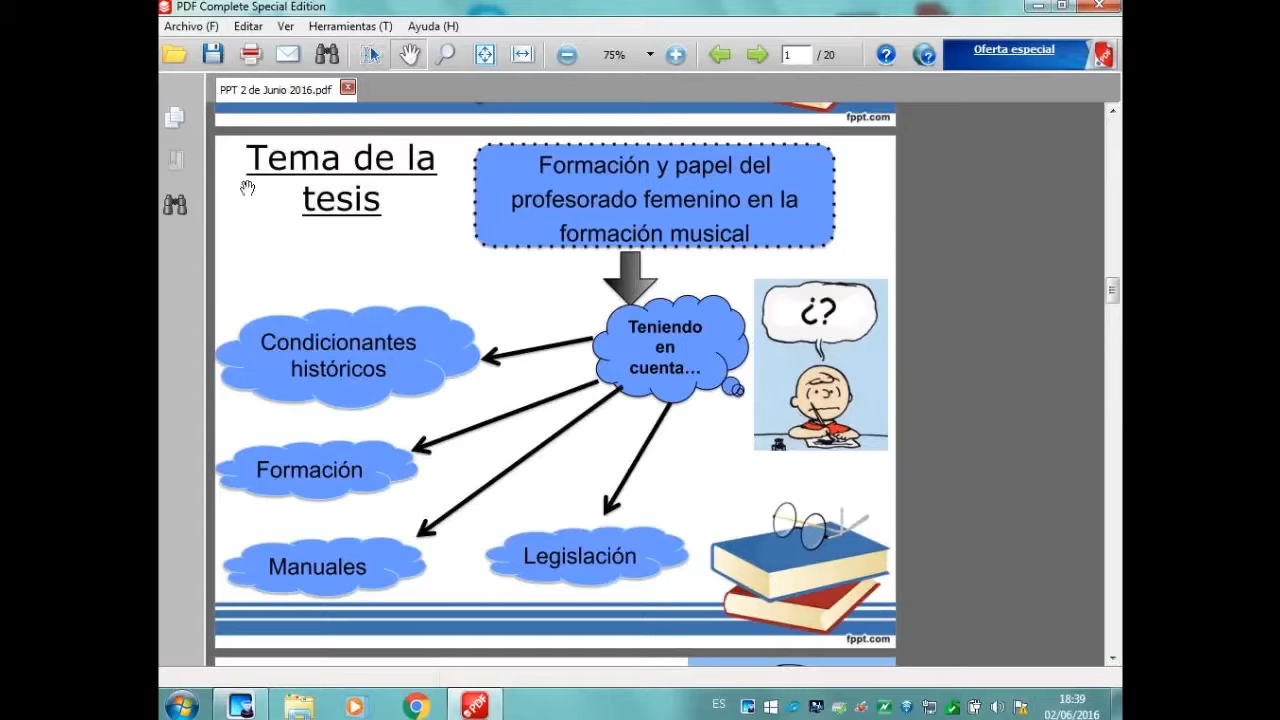 PDF Complete Special Edition
Archivo (F) Editar Ver Herramientas (T) Ayuda (H)
75% 1 / 20 Oferta especial
PPT 2 de Junio 2016.pdf
fppt.com
Tema de la
tesis
Formación y papel del
profesorado femenino en la
formación musical
Teniendo
en
cuenta...
¿?
Condicionantes
históricos
Formación
Manuales
Legislación
fppt.com
PDF
ES
18:39
02/06/2016